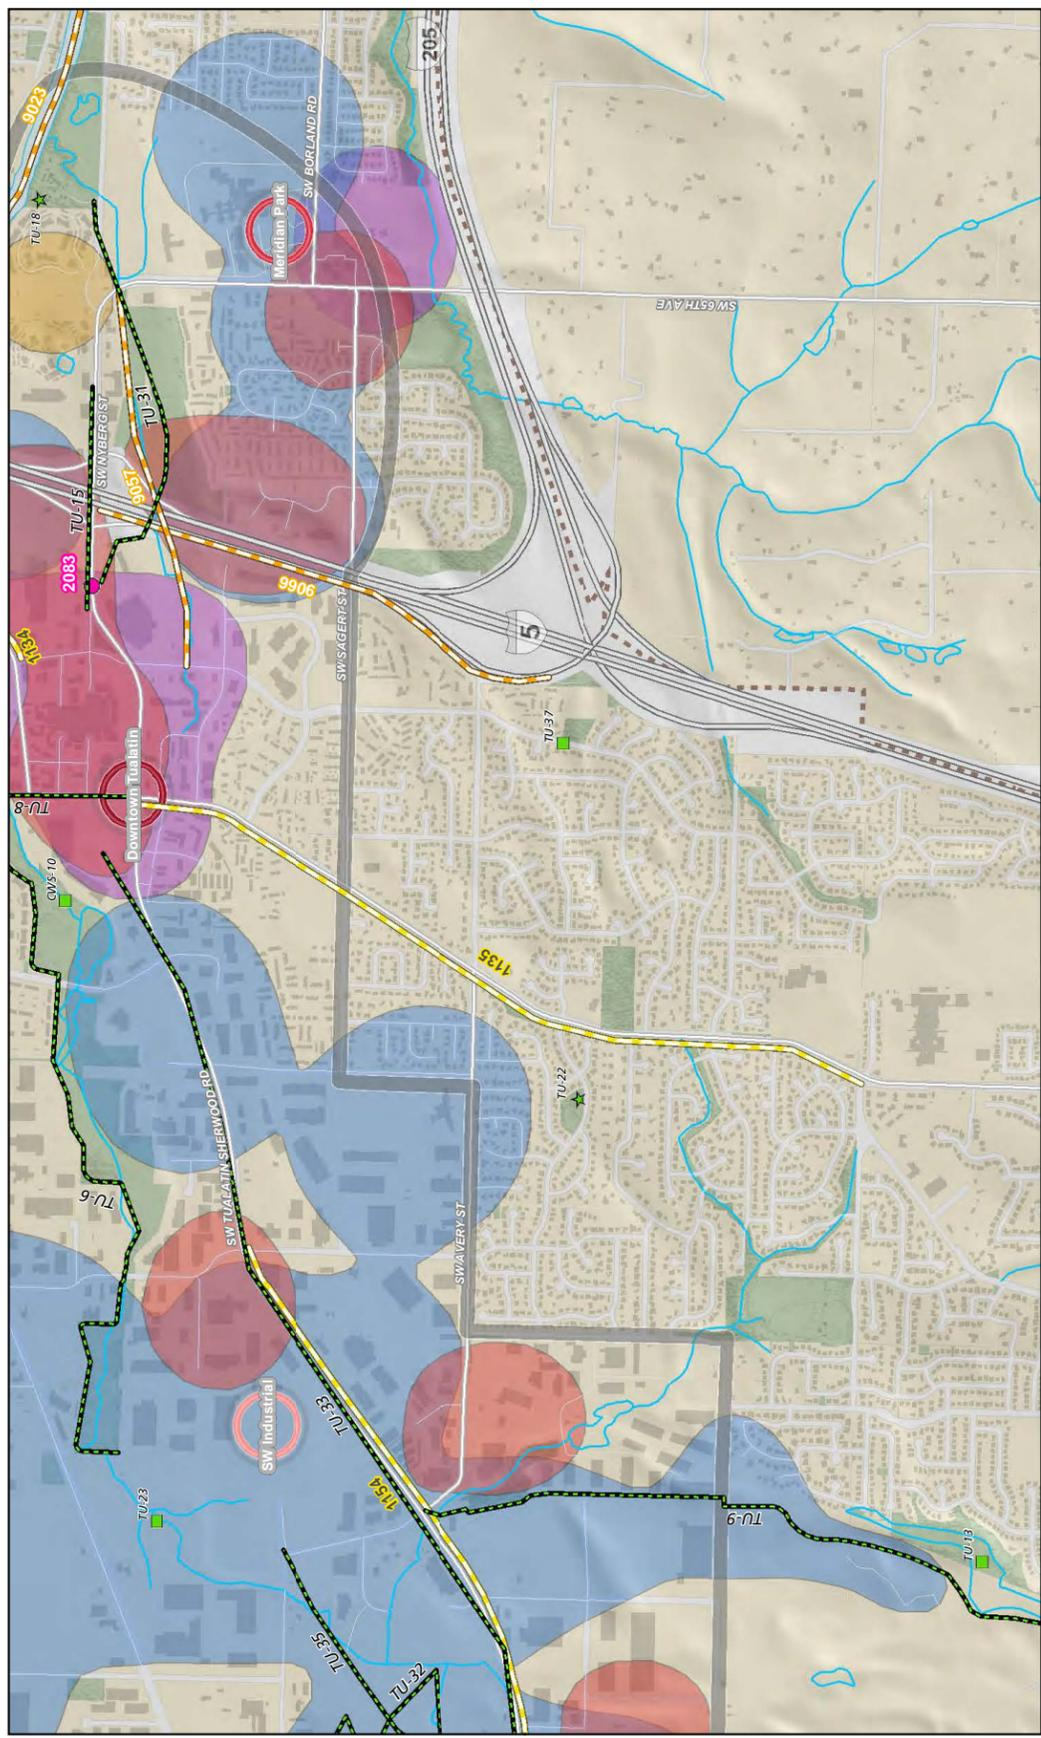 9023
205
TU-18
SW BORLAND RD
Meridian Park
SW 65TH AVE
TU-31
SW NYBERG ST
9057
TU-15
2083
9066
SW SAGERT ST
5
1134
TU-37
Downtown Tualatin
TU-8
CWS-10
1135
TU-22
SW TUALATIN SHERWOOD RD
TU-6
SW AVERY ST
SW Industrial
TU-33
1154
TU-23
TU-9
TU-13
TU-35
TU-32